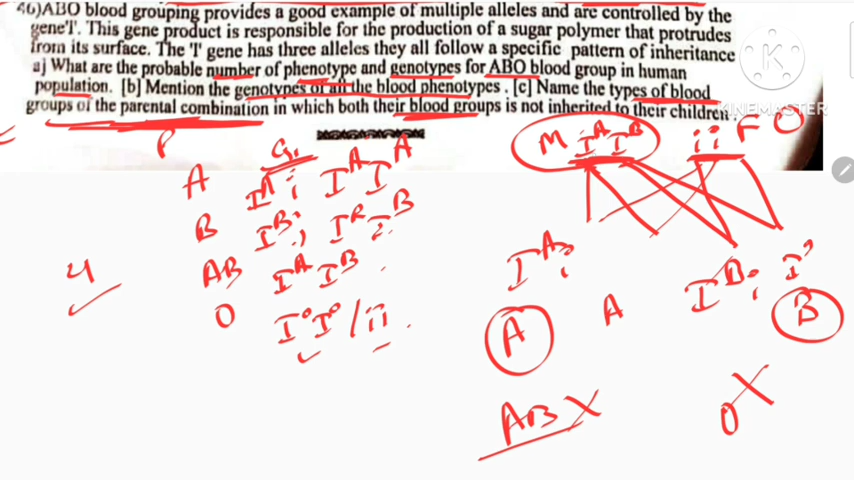 46)ABO blood grouping provides a good example of multiple alleles and are controlled by the
gene'I'. This gene product is responsible for the production of a sugar polymer that protrudes
from its surface. The 'I' gene has three alleles they all follow a specific pattern of inheritance
a] What are the probable number of phenotype and genotypes for ABO blood group in human
population. [b] Mention the genotypes of all the blood phenotypes. [c] Name the types of blood
groups of the parental combination in which both their blood groups is not inherited to their children.
KINEMASTER
P G
M I^A I^B ii F O
A I^A i I^A I^A
B I^B i, I^B I^B
AB I^A I^B
O I^o I^o / ii
4
I^A i A I^B i
A B
AB X O X